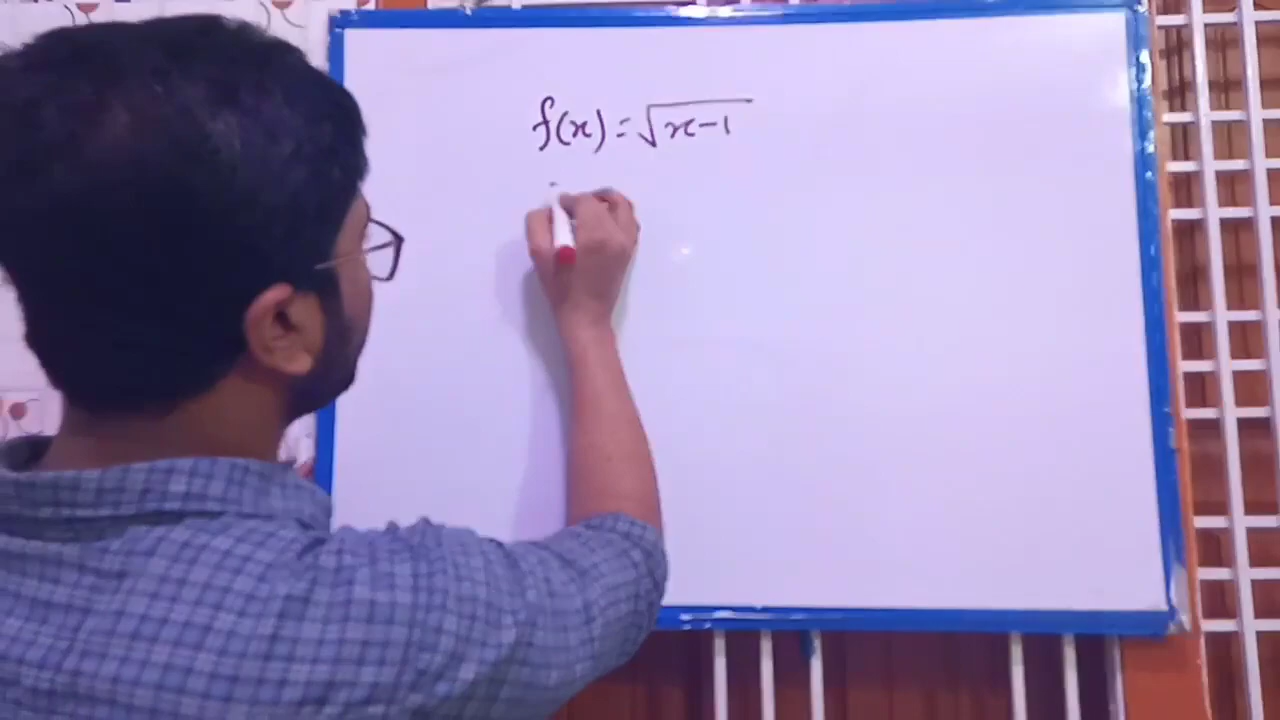 f(x) = √x-1